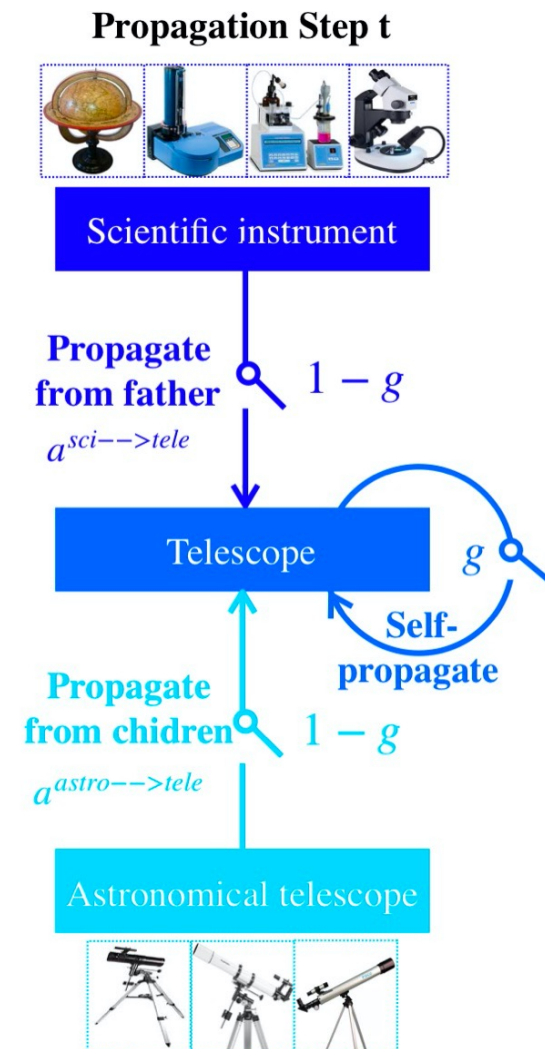 Propagation Step t
Scientific instrument
Propagate
from father
1 − g
a^{sci−−>tele}
Telescope
g
Self-
propagate
Propagate
from chidren
1 − g
a^{astro−−>tele}
Astronomical telescope